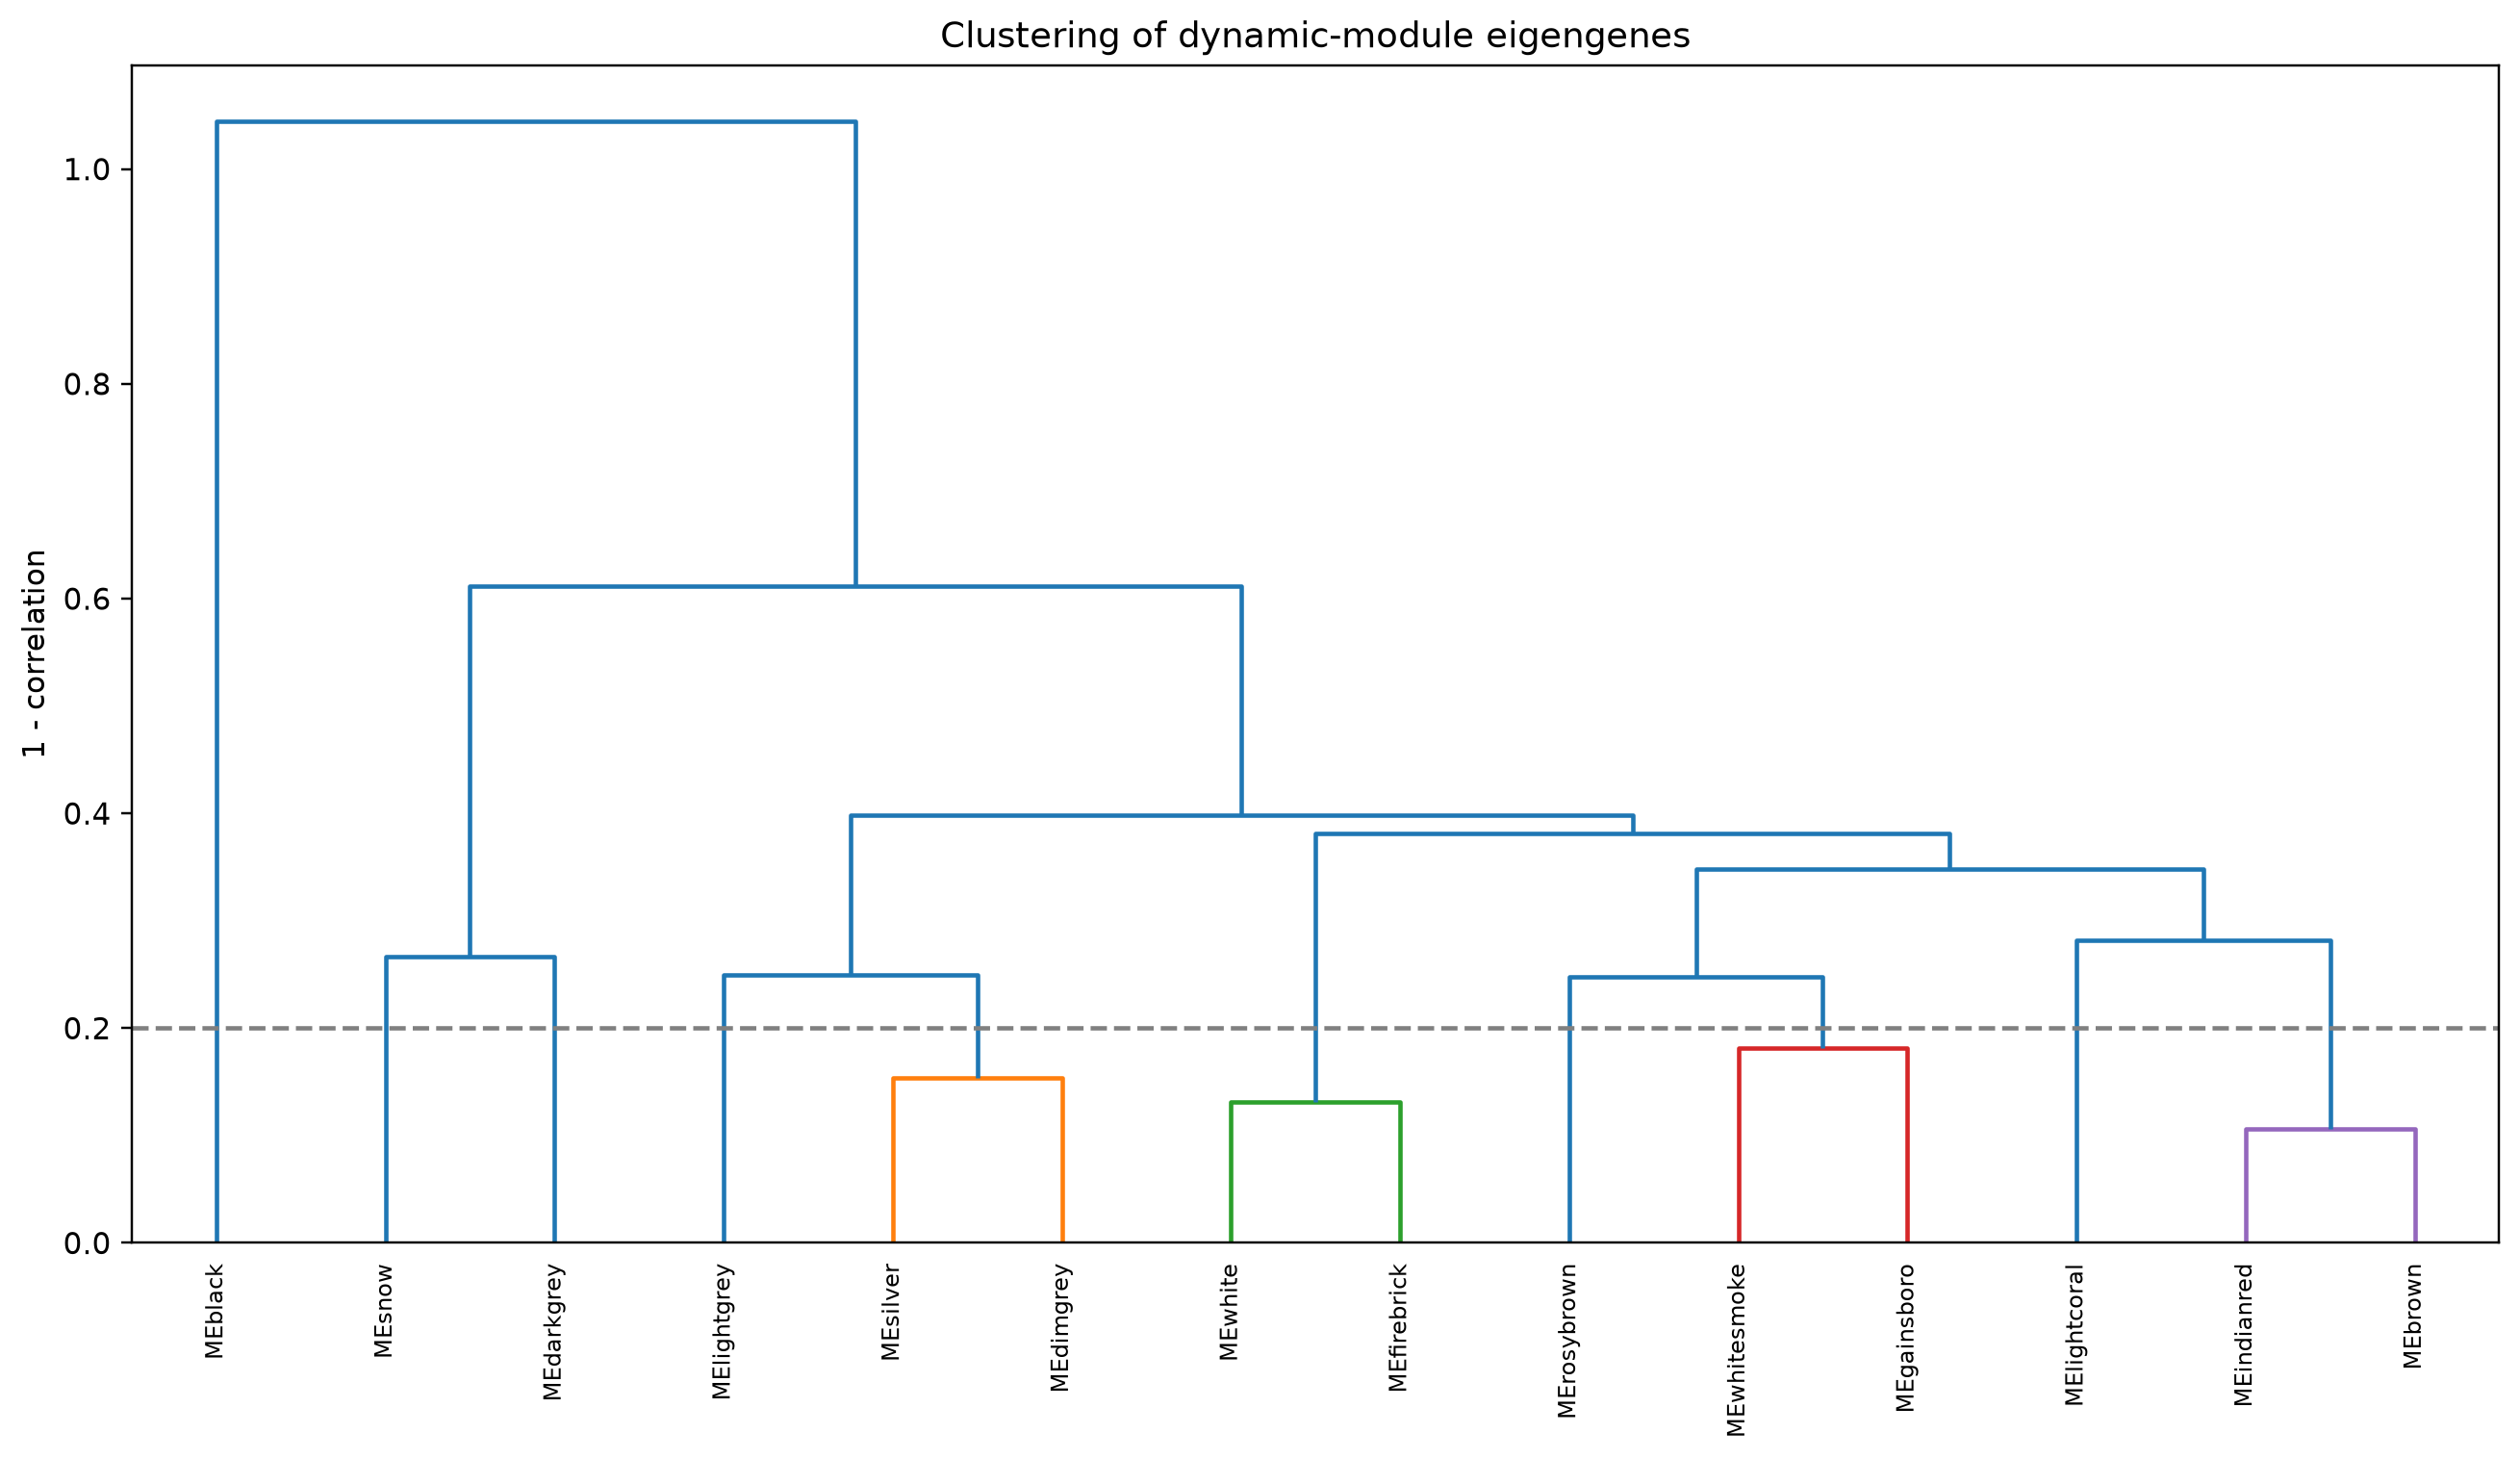 Clustering of dynamic-module eigengenes
1 - correlation
1.0
0.8
0.6
0.4
0.2
0.0
MEblack
MEsnow
MEdarkgrey
MElightgrey
MEsilver
MEdimgrey
MEwhite
MEfirebrick
MErosybrown
MEwhitesmoke
MEgainsboro
MElightcoral
MEindianred
MEbrown